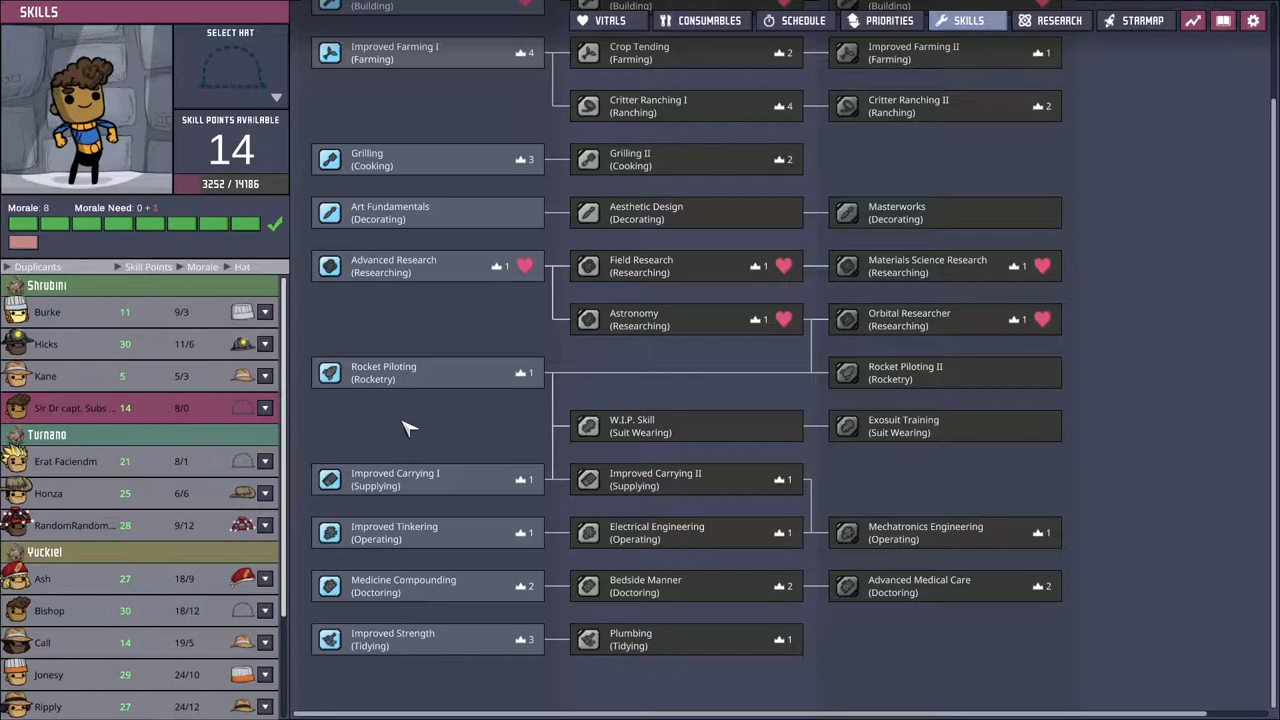 SKILLS
VITALS
CONSUMABLES
SCHEDULE
PRIORITIES
SKILLS
RESEARCH
STARMAP
SELECT HAT
SKILL POINTS AVAILABLE
14
3252 / 14186
Morale: 8
Morale Need: 0 + 1
Duplicants
Skill Points
Morale
Hat
Shrubini
Burke 11 9/3
Hicks 30 11/6
Kane 5 5/3
Sir Dr capt. Subs ... 14 8/0
Turnano
Erat Faciendm 21 8/1
Honza 25 6/6
RandomRandom... 28 9/12
Yuckiel
Ash 27 18/9
Bishop 30 18/12
Call 14 19/5
Jonesy 29 24/10
Ripply 27 24/12
(Building)
(Building)
(Building)
Improved Farming I
(Farming)
4
Crop Tending
(Farming)
2
Improved Farming II
(Farming)
1
Critter Ranching I
(Ranching)
4
Critter Ranching II
(Ranching)
2
Grilling
(Cooking)
3
Grilling II
(Cooking)
2
Art Fundamentals
(Decorating)
Aesthetic Design
(Decorating)
Masterworks
(Decorating)
Advanced Research
(Researching)
1
Field Research
(Researching)
1
Materials Science Research
(Researching)
1
Astronomy
(Researching)
1
Orbital Researcher
(Researching)
1
Rocket Piloting
(Rocketry)
1
Rocket Piloting II
(Rocketry)
W.I.P. Skill
(Suit Wearing)
Exosuit Training
(Suit Wearing)
Improved Carrying I
(Supplying)
1
Improved Carrying II
(Supplying)
1
Improved Tinkering
(Operating)
1
Electrical Engineering
(Operating)
1
Mechatronics Engineering
(Operating)
1
Medicine Compounding
(Doctoring)
2
Bedside Manner
(Doctoring)
2
Advanced Medical Care
(Doctoring)
2
Improved Strength
(Tidying)
3
Plumbing
(Tidying)
1